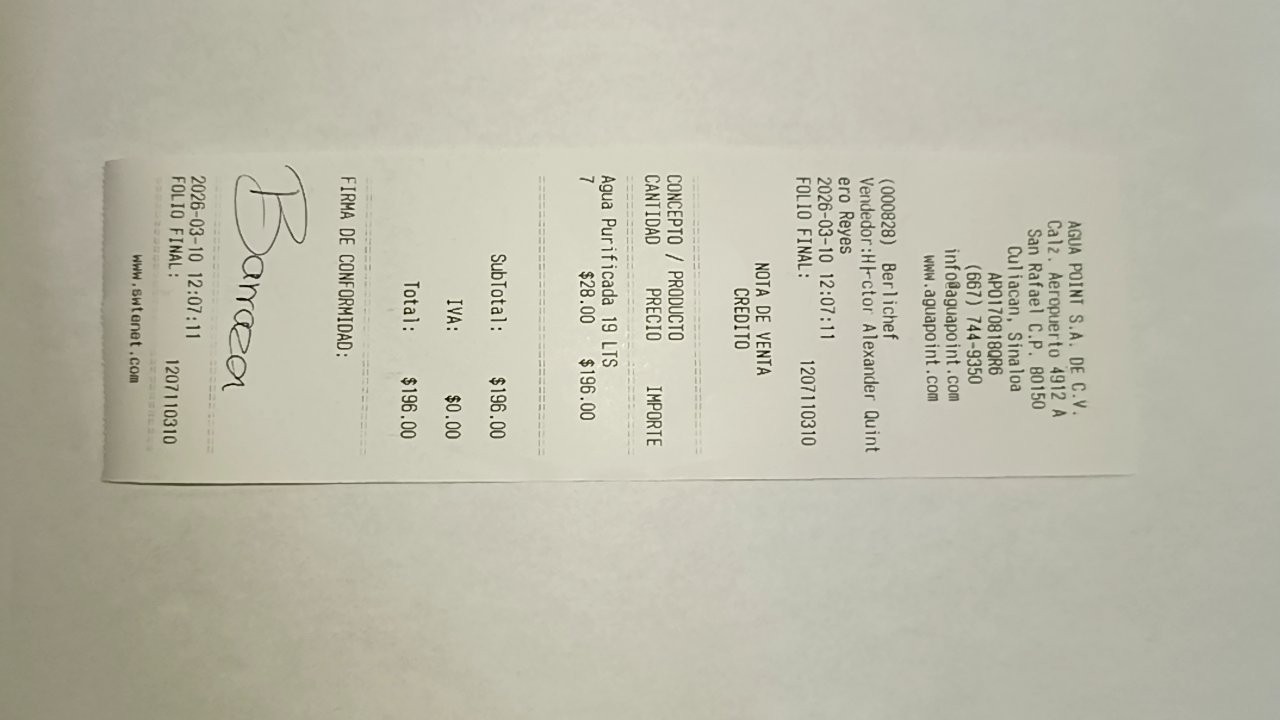 AGUA POINT S.A. DE C.V.
Calz. Aeropuerto 4912 A
San Rafael C.P. 80150
Culiacan, Sinaloa
APO170818QR6
(667) 744-9350
info@aguapoint.com
www.aguapoint.com
(000828) Berlichef
Vendedor:H├ctor Alexander Quint
ero Reyes
2026-03-10 12:07:11
FOLIO FINAL: 1207110310
NOTA DE VENTA
CREDITO
CONCEPTO / PRODUCTO
CANTIDAD PRECIO IMPORTE
Agua Purificada 19 LTS
7 $28.00 $196.00
SubTotal: $196.00
IVA: $0.00
Total: $196.00
FIRMA DE CONFORMIDAD:
2026-03-10 12:07:11
FOLIO FINAL: 1207110310
www.swtenet.com